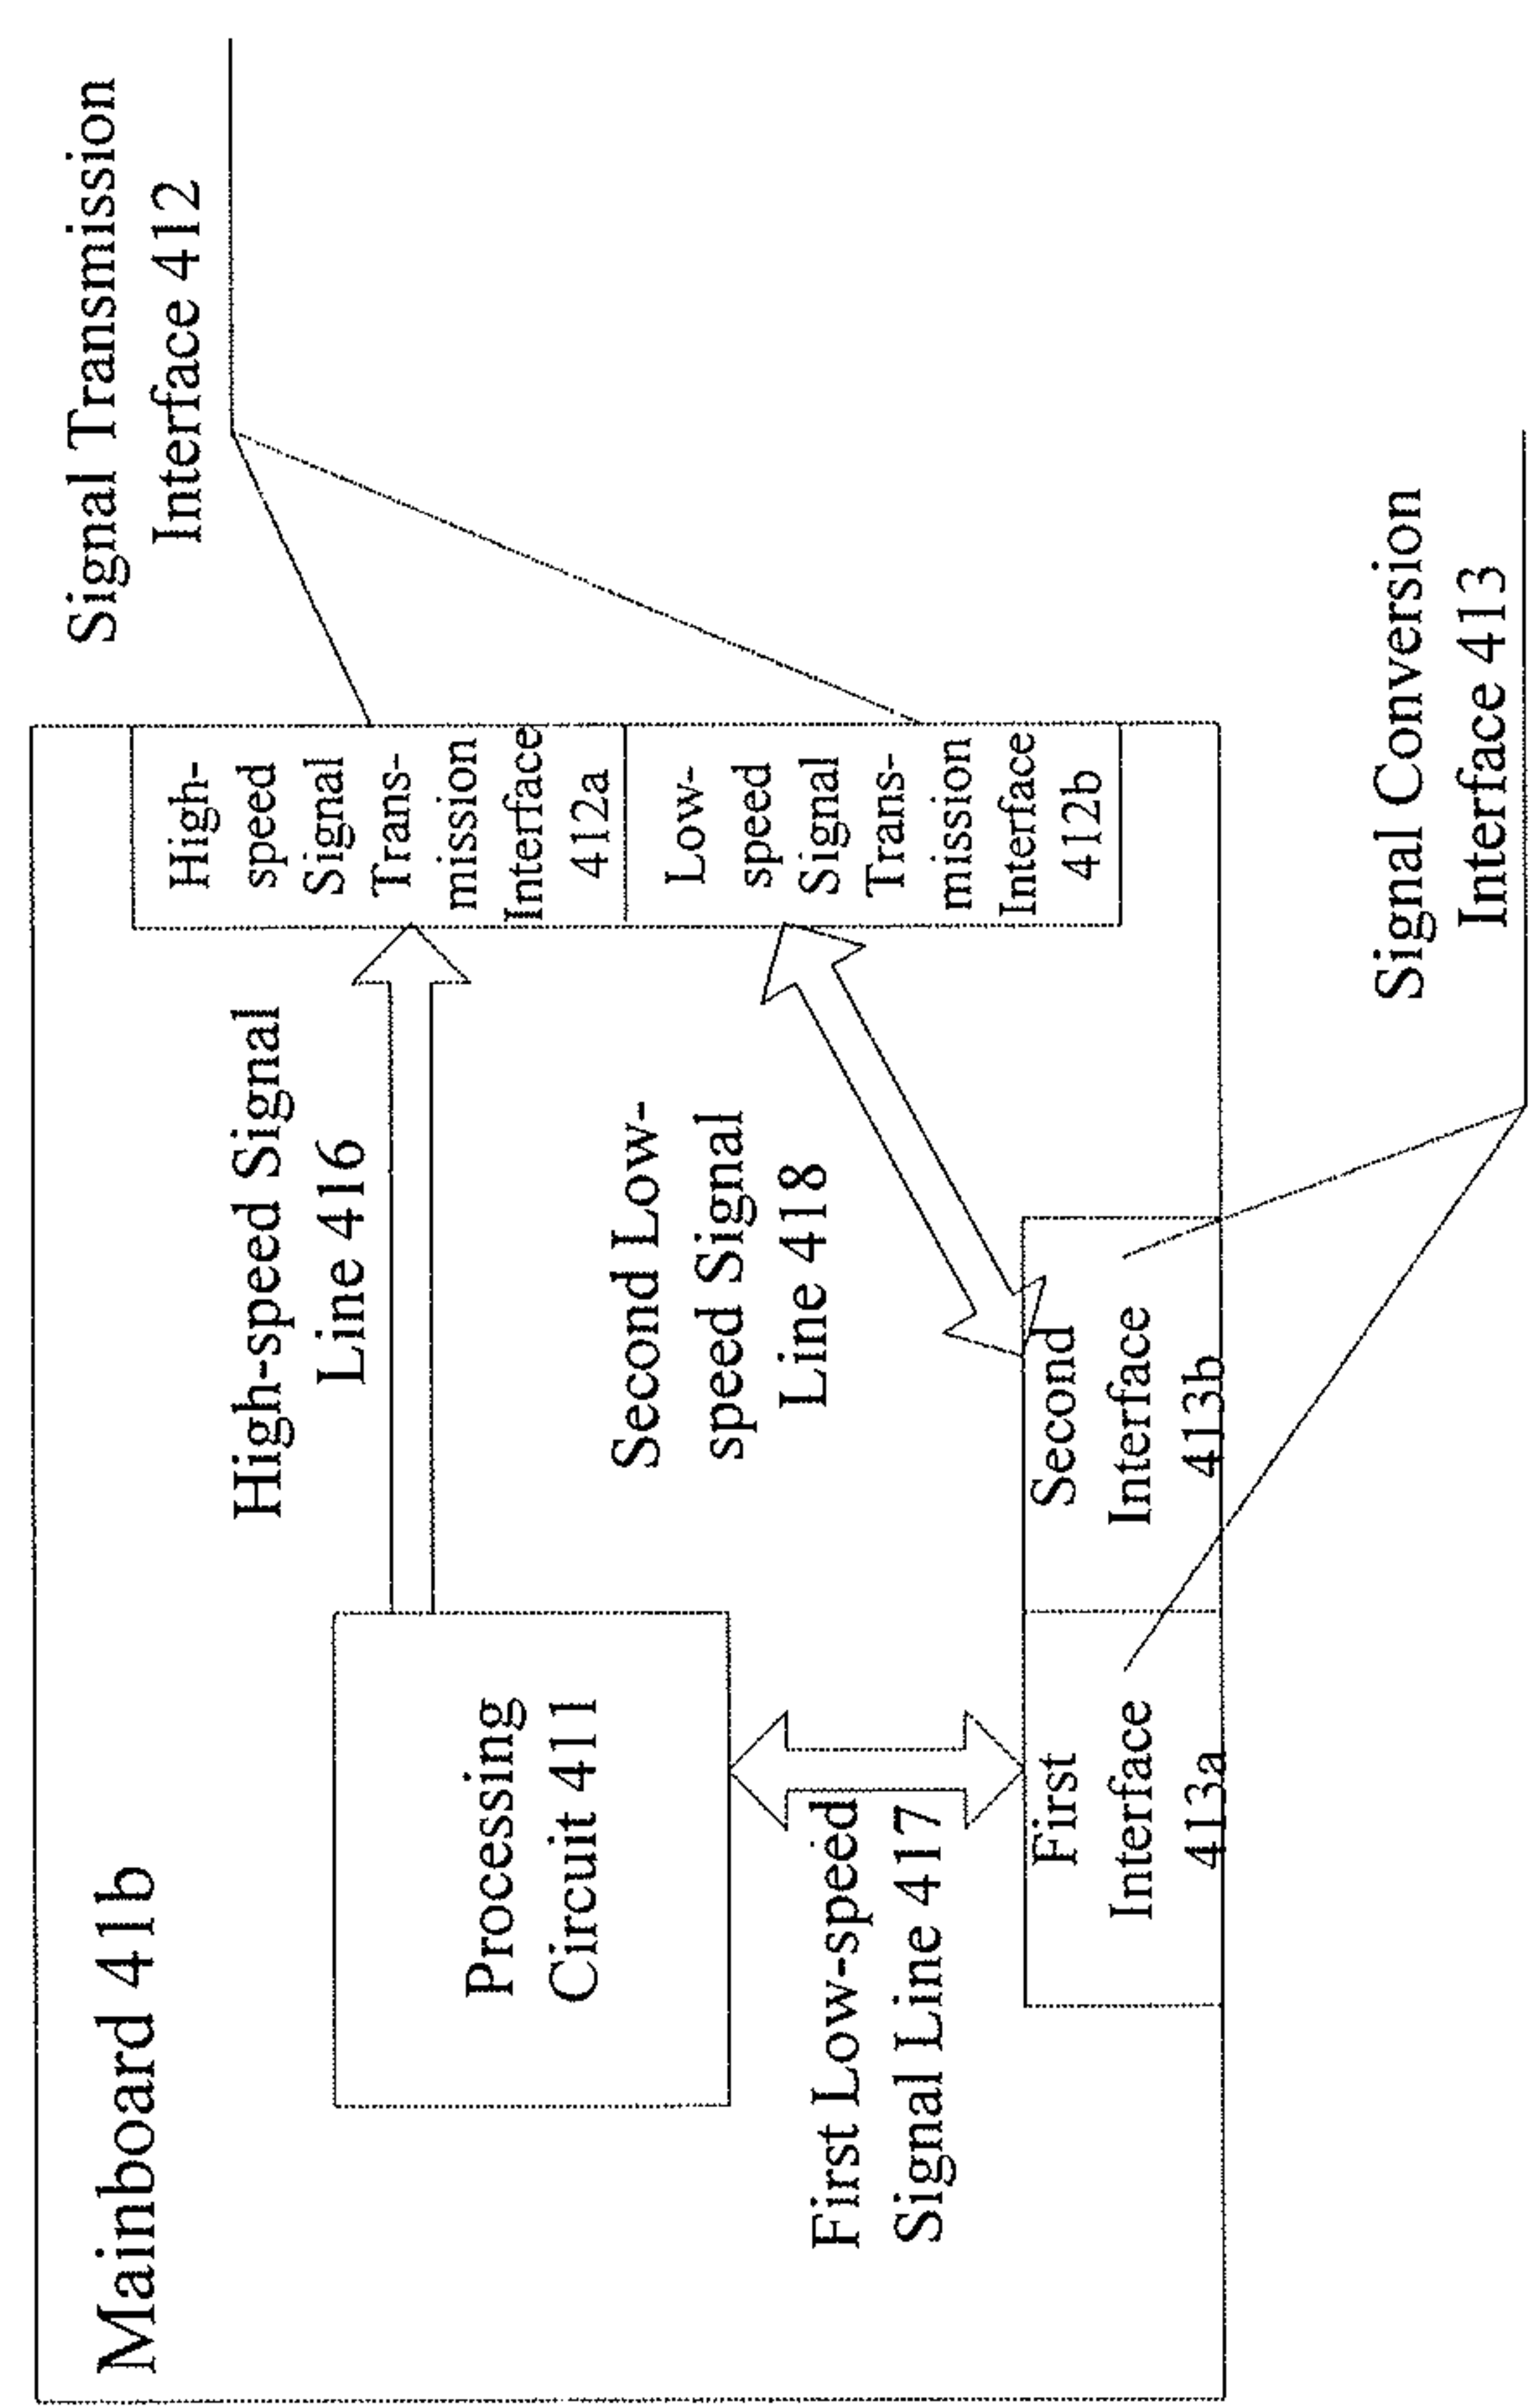 Mainboard 41b
Signal Transmission
Interface 412
High-speed Signal
Line 416
High-
speed
Signal
Trans-
mission
Interface
412a
Processing
Circuit 411
Second Low-
speed Signal
Line 418
Low-
speed
Signal
Trans-
mission
Interface
412b
First Low-speed
Signal Line 417
First
Interface
413a
Second
Interface
413b
Signal Conversion
Interface 413